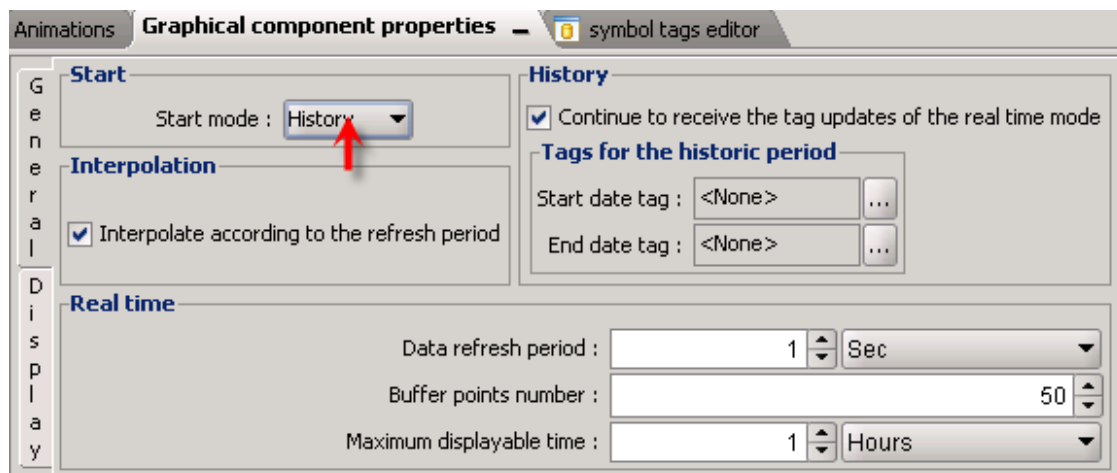 Animations
Graphical component properties
symbol tags editor
General
Display
Start
Start mode : History
Interpolation
Interpolate according to the refresh period
History
Continue to receive the tag updates of the real time mode
Tags for the historic period
Start date tag : <None> ...
End date tag : <None> ...
Real time
Data refresh period : 1 Sec
Buffer points number : 50
Maximum displayable time : 1 Hours